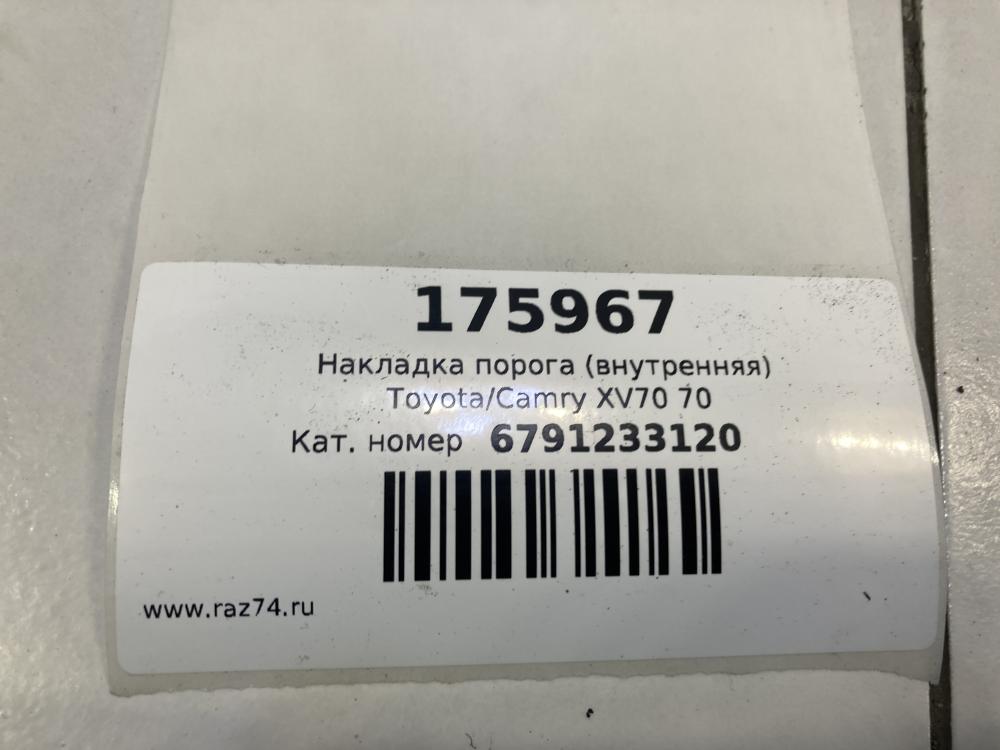 175967
Накладка порога (внутренняя)
Toyota/Camry XV70 70
Кат. номер 6791233120
www.raz74.ru